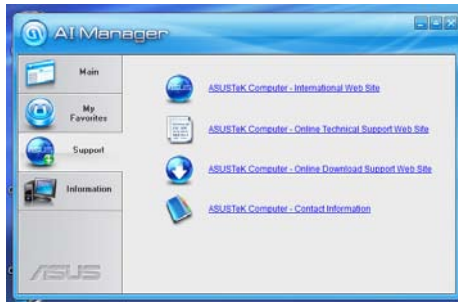 AI Manager
Main
My
Favorites
Support
Information
ASUSTeK Computer - International Web Site
ASUSTeK Computer - Online Technical Support Web Site
ASUSTeK Computer - Online Download Support Web Site
ASUSTeK Computer - Contact Information
ASUS